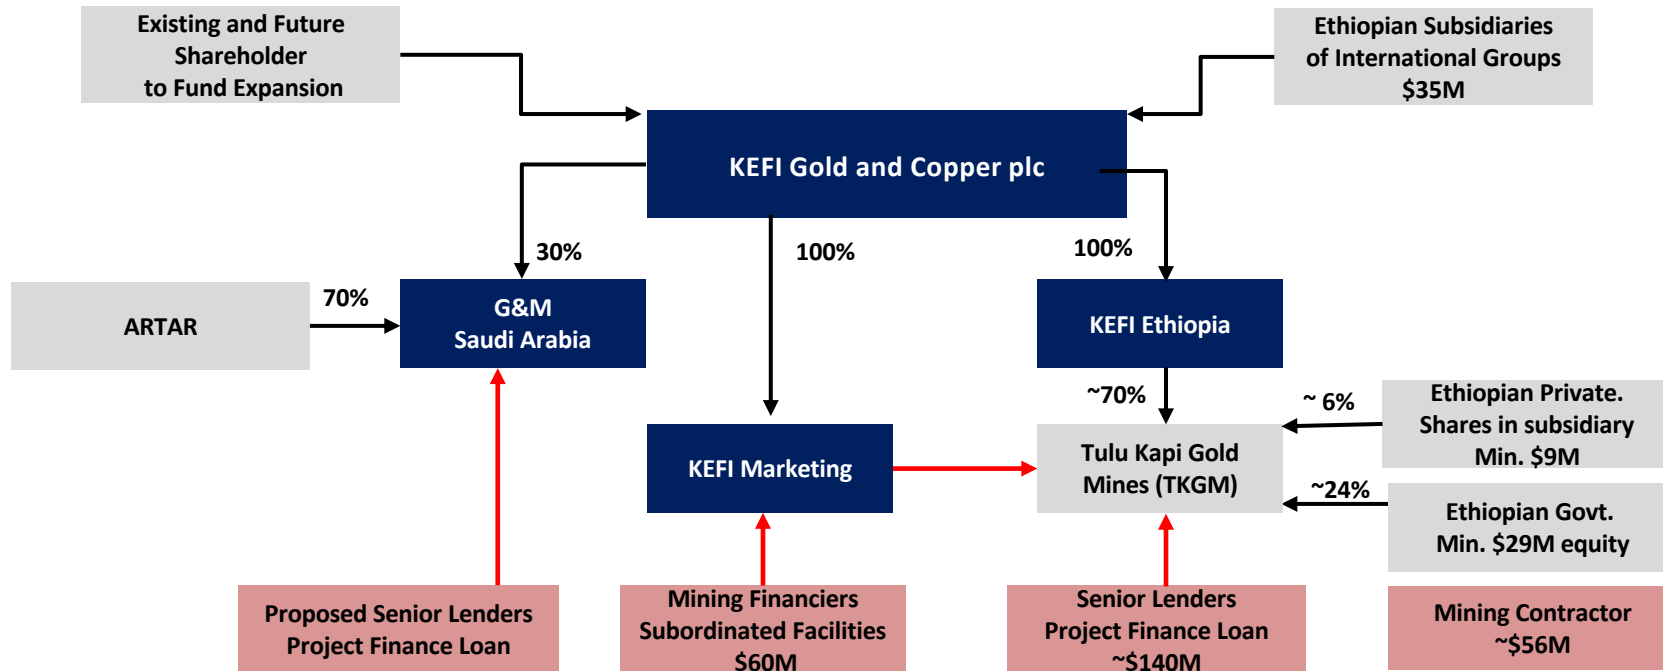 Existing and Future
Shareholder
to Fund Expansion
Ethiopian Subsidiaries
of International Groups
$35M
KEFI Gold and Copper plc
30%
100%
100%
ARTAR
70%
G&M
Saudi Arabia
KEFI Ethiopia
~70%
~ 6%
Ethiopian Private.
Shares in subsidiary
Min. $9M
KEFI Marketing
Tulu Kapi Gold
Mines (TKGM)
~24%
Ethiopian Govt.
Min. $29M equity
Proposed Senior Lenders
Project Finance Loan
Mining Financiers
Subordinated Facilities
$60M
Senior Lenders
Project Finance Loan
~$140M
Mining Contractor
~$56M